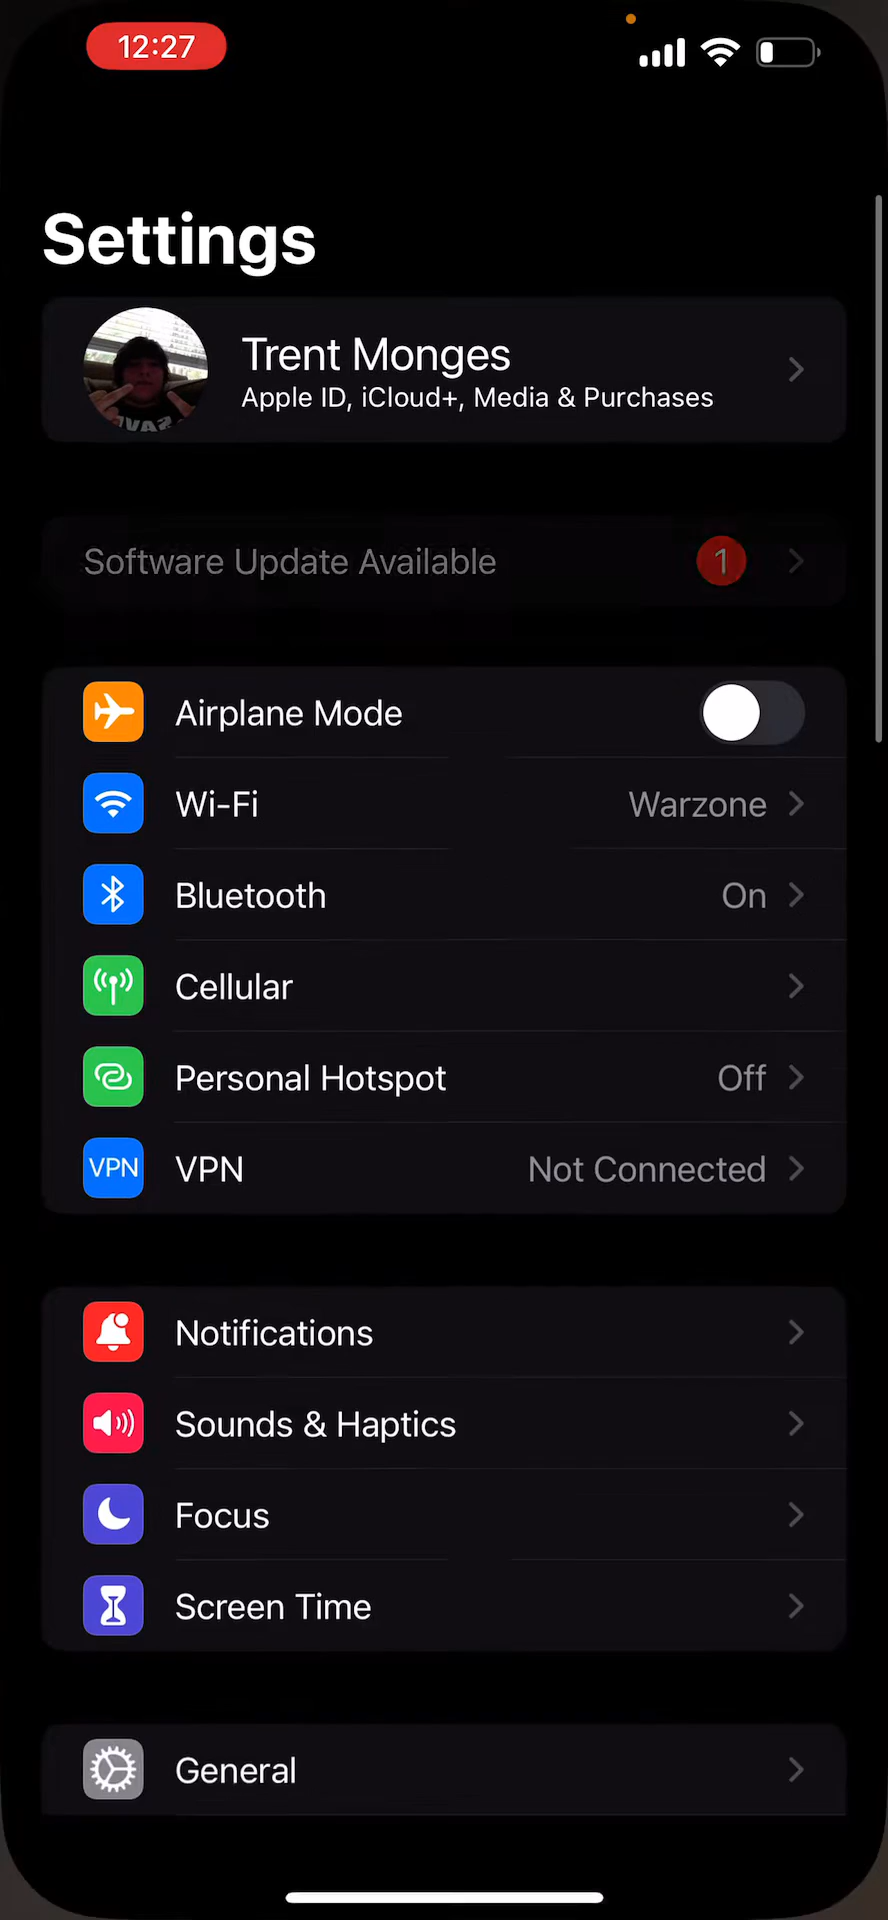 12:27
Settings
Trent Monges
Apple ID, iCloud+, Media & Purchases
Software Update Available 1
Airplane Mode
Wi-Fi Warzone
Bluetooth On
Cellular
Personal Hotspot Off
VPN VPN Not Connected
Notifications
Sounds & Haptics
Focus
Screen Time
General